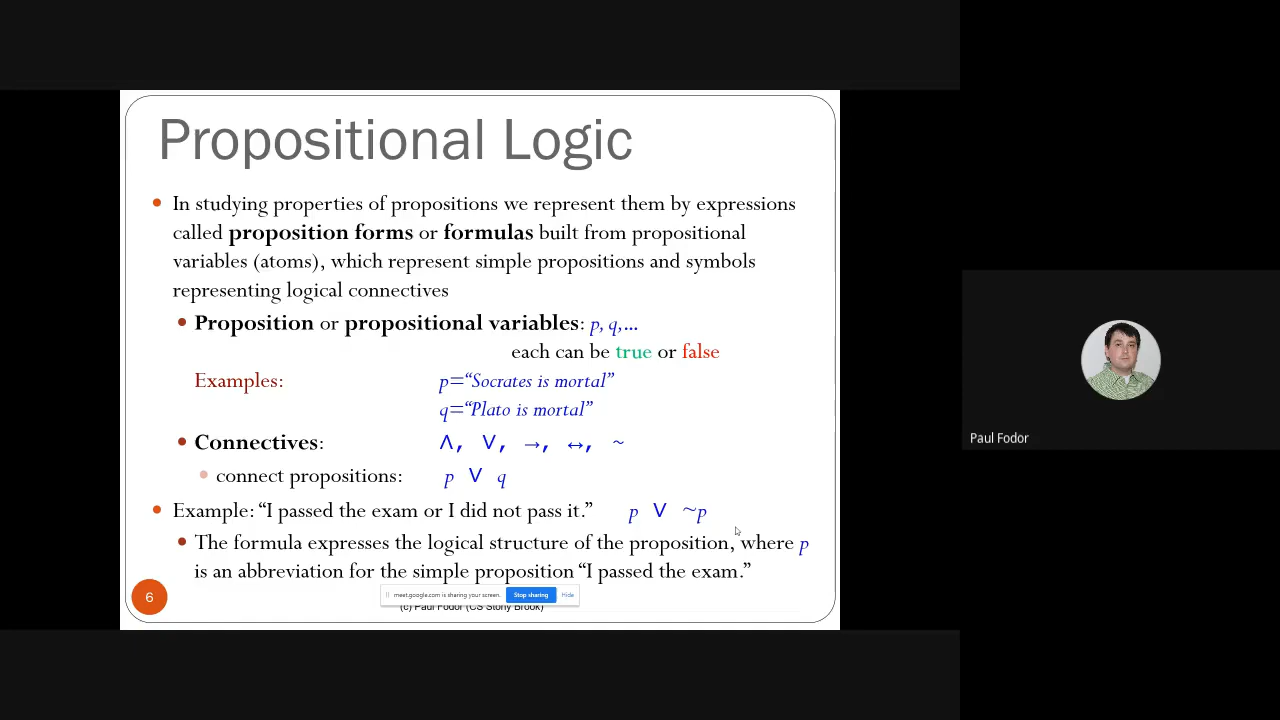 Propositional Logic
• In studying properties of propositions we represent them by expressions
called proposition forms or formulas built from propositional
variables (atoms), which represent simple propositions and symbols
representing logical connectives
• Proposition or propositional variables: p, q,...
each can be true or false
Examples: p=“Socrates is mortal”
q=“Plato is mortal”
• Connectives: ∧, ∨, →, ↔, ~
• connect propositions: p ∨ q
• Example: “I passed the exam or I did not pass it.” p ∨ ~p
• The formula expresses the logical structure of the proposition, where p
is an abbreviation for the simple proposition “I passed the exam.”
6
meet.google.com is sharing your screen. Stop sharing Hide
(c) Paul Fodor (CS Stony Brook)
Paul Fodor